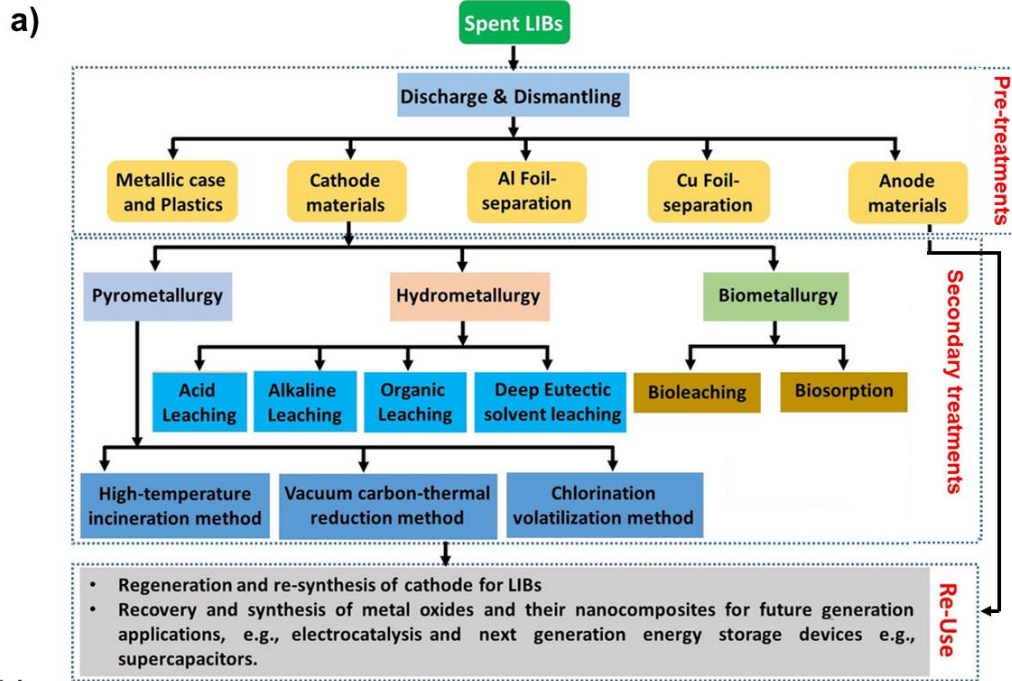 a)
Spent LIBs
Discharge & Dismantling
Pre-treatments
Metallic case
and Plastics
Cathode
materials
Al Foil-
separation
Cu Foil-
separation
Anode
materials
Pyrometallurgy
Hydrometallurgy
Biometallurgy
Secondary treatments
Acid
Leaching
Alkaline
Leaching
Organic
Leaching
Deep Eutectic
solvent leaching
Bioleaching
Biosorption
High-temperature
incineration method
Vacuum carbon-thermal
reduction method
Chlorination
volatilization method
• Regeneration and re-synthesis of cathode for LIBs
• Recovery and synthesis of metal oxides and their nanocomposites for future generation
applications, e.g., electrocatalysis and next generation energy storage devices e.g.,
supercapacitors.
Re-Use